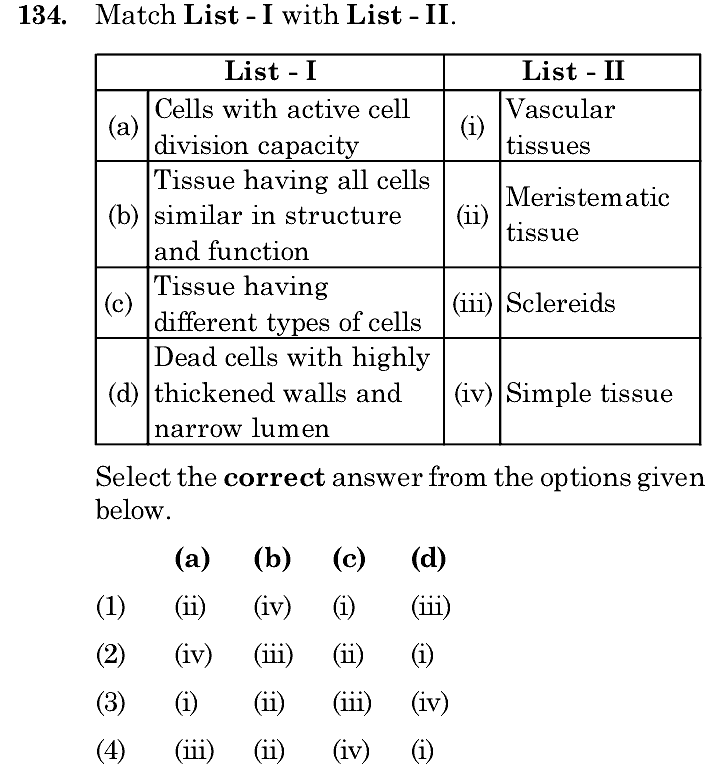 134. Match List - I with List - II.
List - I List - II
(a) Cells with active cell division capacity (i) Vascular tissues
(b) Tissue having all cells similar in structure and function (ii) Meristematic tissue
(c) Tissue having different types of cells (iii) Sclereids
(d) Dead cells with highly thickened walls and narrow lumen (iv) Simple tissue
Select the correct answer from the options given
below.
(a) (b) (c) (d)
(1) (ii) (iv) (i) (iii)
(2) (iv) (iii) (ii) (i)
(3) (i) (ii) (iii) (iv)
(4) (iii) (ii) (iv) (i)